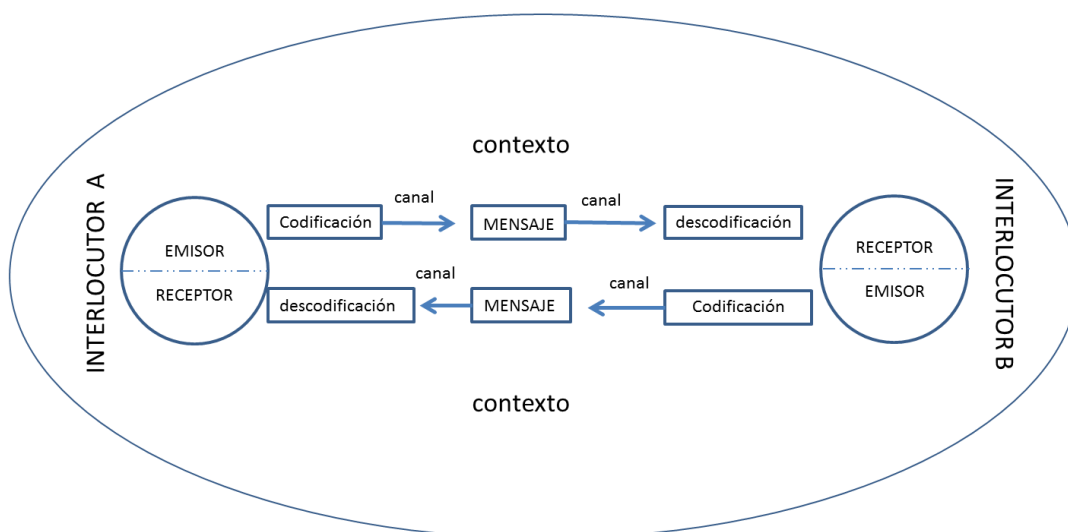 contexto
INTERLOCUTOR A
canal
canal
Codificación
MENSAJE
descodificación
EMISOR
RECEPTOR
RECEPTOR
EMISOR
canal
canal
descodificación
MENSAJE
Codificación
INTERLOCUTOR B
contexto